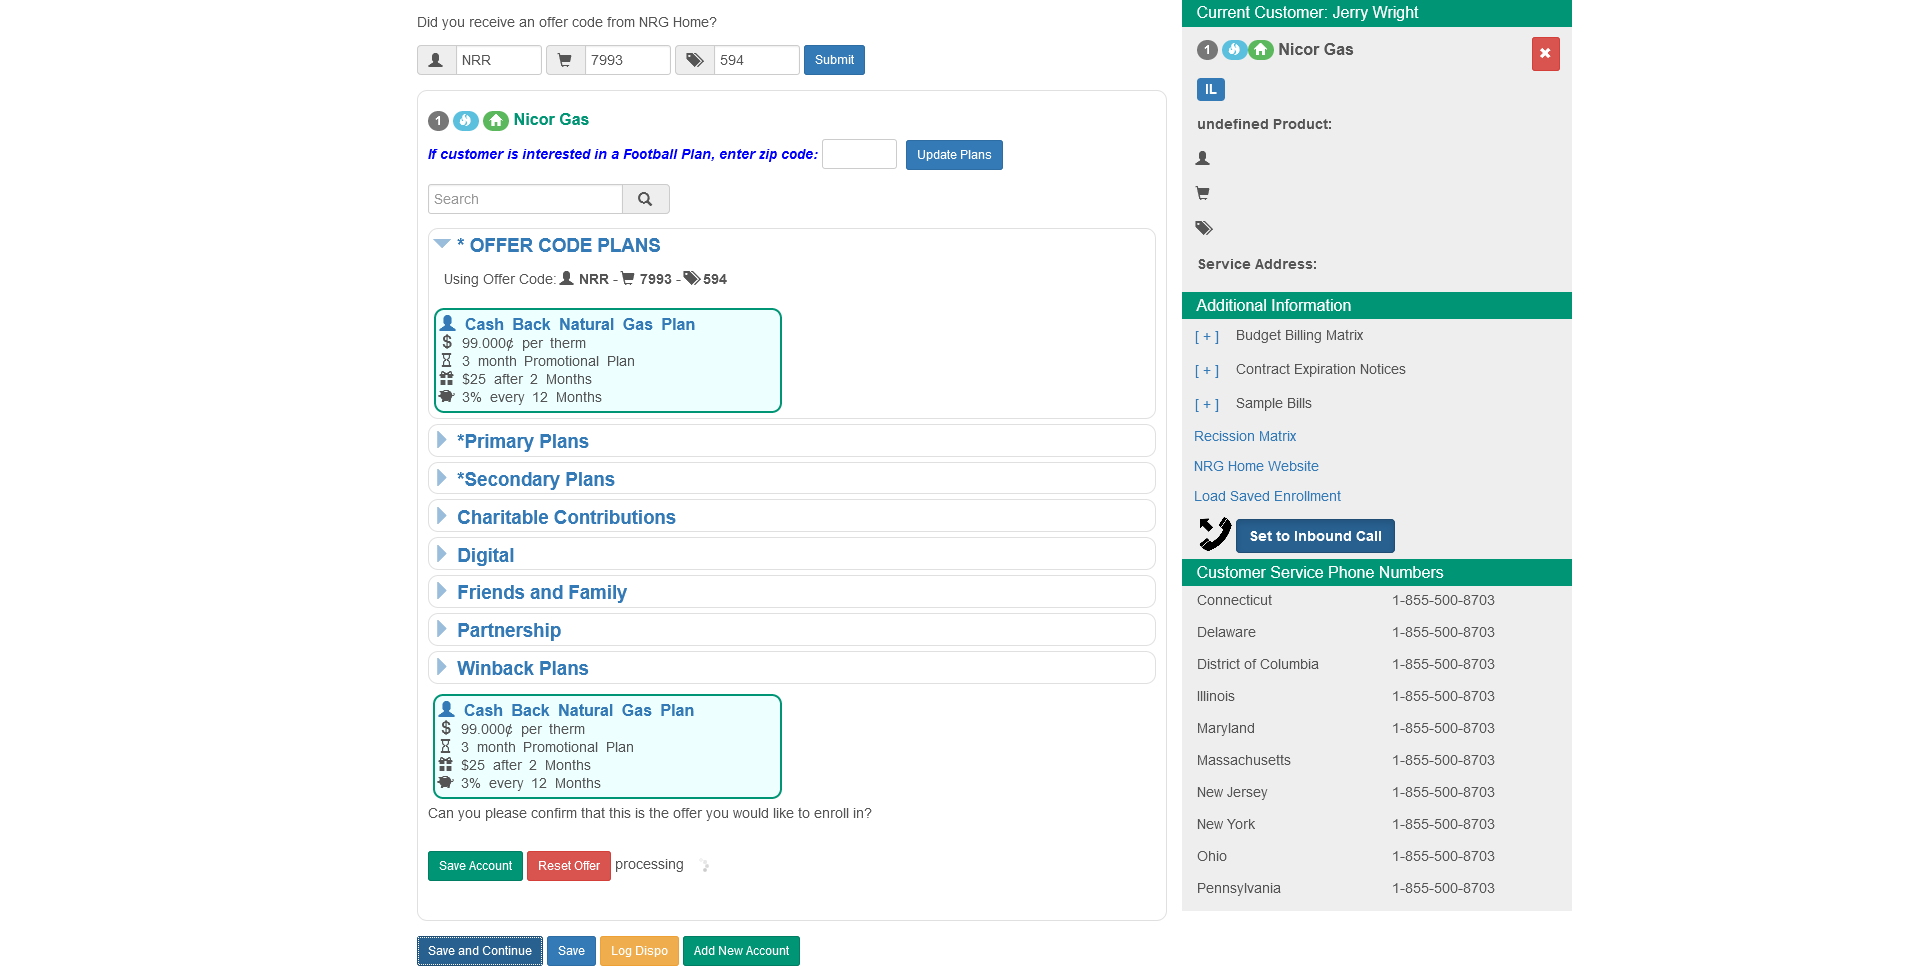 Did you receive an offer code from NRG Home?
NRR 7993 594 Submit
1 Nicor Gas
If customer is interested in a Football Plan, enter zip code: Update Plans
Search
* OFFER CODE PLANS
Using Offer Code: NRR - 7993 - 594
Cash Back Natural Gas Plan
$ 99.000¢ per therm
3 month Promotional Plan
$25 after 2 Months
3% every 12 Months
*Primary Plans
*Secondary Plans
Charitable Contributions
Digital
Friends and Family
Partnership
Winback Plans
Cash Back Natural Gas Plan
$ 99.000¢ per therm
3 month Promotional Plan
$25 after 2 Months
3% every 12 Months
Can you please confirm that this is the offer you would like to enroll in?
Save Account Reset Offer processing
Save and Continue Save Log Dispo Add New Account
Current Customer: Jerry Wright
1 Nicor Gas
IL
undefined Product:
Service Address:
Additional Information
[ + ] Budget Billing Matrix
[ + ] Contract Expiration Notices
[ + ] Sample Bills
Recission Matrix
NRG Home Website
Load Saved Enrollment
Set to Inbound Call
Customer Service Phone Numbers
Connecticut 1-855-500-8703
Delaware 1-855-500-8703
District of Columbia 1-855-500-8703
Illinois 1-855-500-8703
Maryland 1-855-500-8703
Massachusetts 1-855-500-8703
New Jersey 1-855-500-8703
New York 1-855-500-8703
Ohio 1-855-500-8703
Pennsylvania 1-855-500-8703